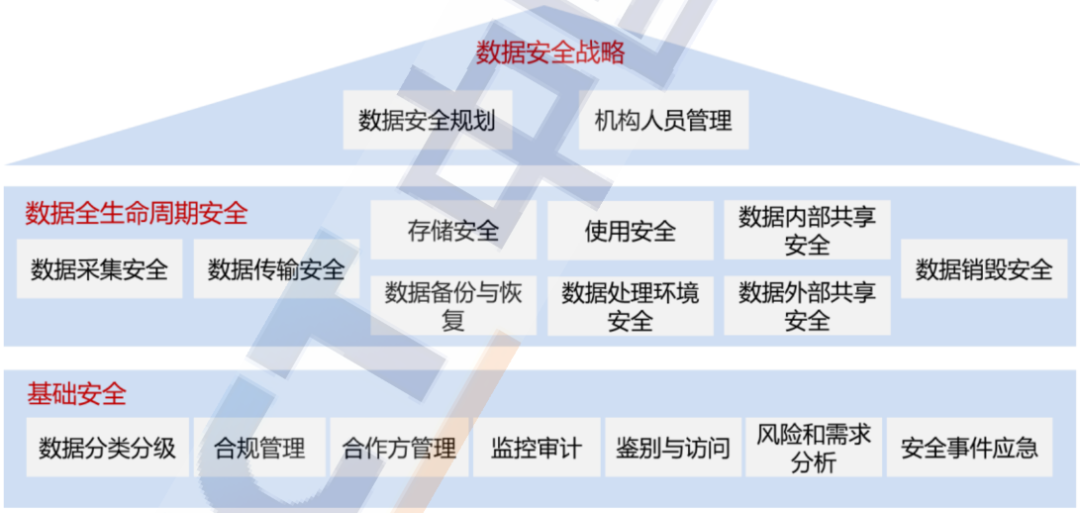 数据安全战略
数据安全规划
机构人员管理
数据全生命周期安全
数据采集安全
数据传输安全
存储安全
使用安全
数据内部共享
安全
数据备份与恢
复
数据处理环境
安全
数据外部共享
安全
数据销毁安全
基础安全
数据分类分级
合规管理
合作方管理
监控审计
鉴别与访问
风险和需求
分析
安全事件应急